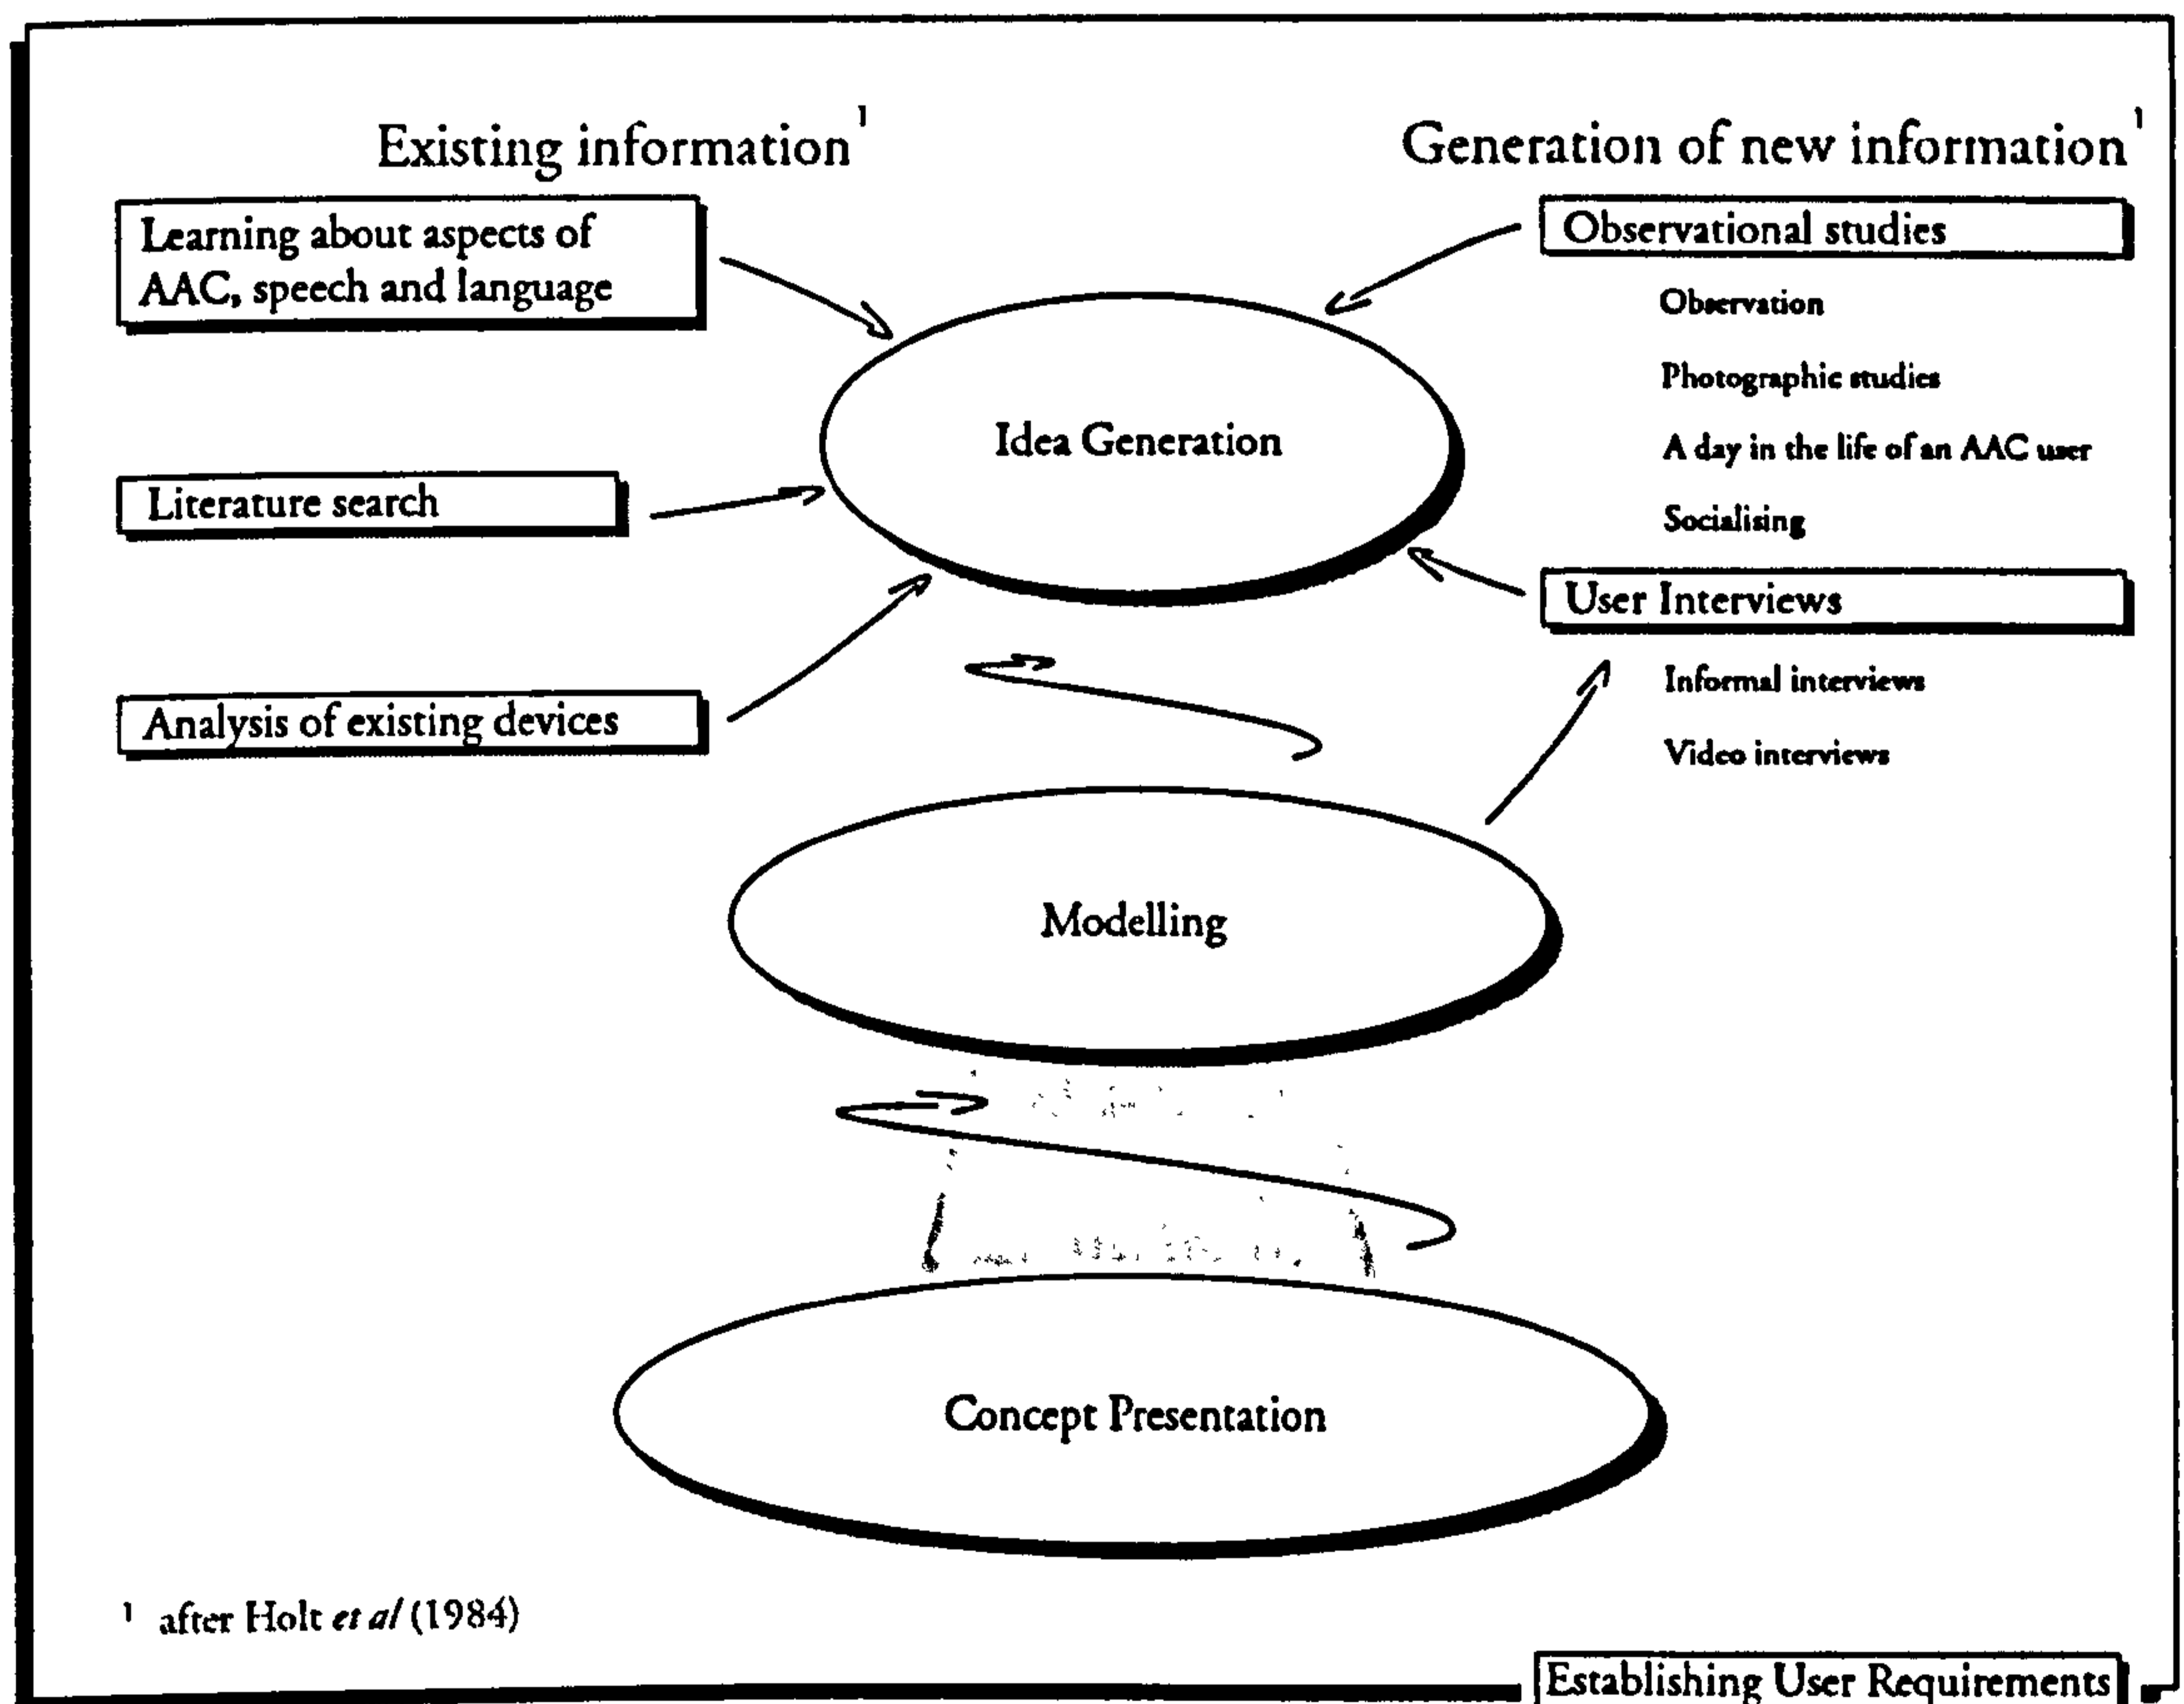 Existing information¹
Learning about aspects of
AAC, speech and language
Literature search
Analysis of existing devices
Generation of new information¹
Observational studies
Observation
Photographic studies
A day in the life of an AAC user
Socialising
User Interviews
Informal interviews
Video interviews
Idea Generation
Modelling
Concept Presentation
¹ after Holt et al (1984)
Establishing User Requirements